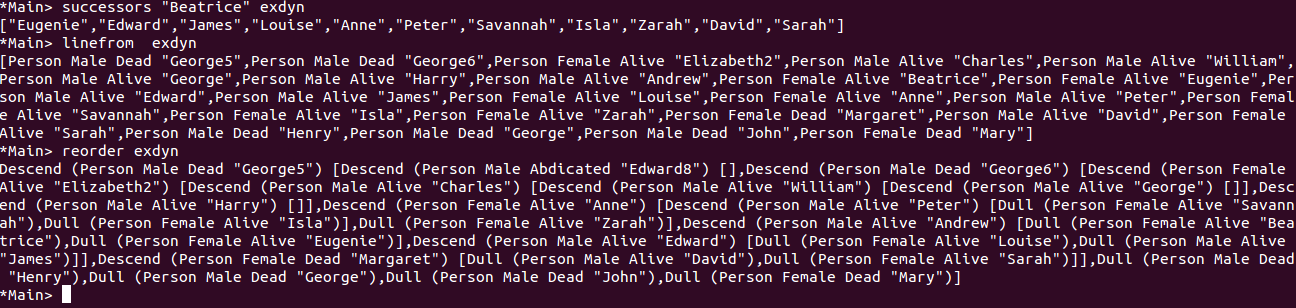 *Main> successors "Beatrice" exdyn
["Eugenie","Edward","James","Louise","Anne","Peter","Savannah","Isla","Zarah","David","Sarah"]
*Main> linefrom  exdyn
[Person Male Dead "George5",Person Male Dead "George6",Person Female Alive "Elizabeth2",Person Male Alive "Charles",Person Male Alive "William",
Person Male Alive "George",Person Male Alive "Harry",Person Male Alive "Andrew",Person Female Alive "Beatrice",Person Female Alive "Eugenie",Per
son Male Alive "Edward",Person Male Alive "James",Person Female Alive "Louise",Person Female Alive "Anne",Person Male Alive "Peter",Person Femal
e Alive "Savannah",Person Female Alive "Isla",Person Female Alive "Zarah",Person Female Dead "Margaret",Person Male Alive "David",Person Female
Alive "Sarah",Person Male Dead "Henry",Person Male Dead "George",Person Male Dead "John",Person Female Dead "Mary"]
*Main> reorder exdyn
Descend (Person Male Dead "George5") [Descend (Person Male Abdicated "Edward8") [],Descend (Person Male Dead "George6") [Descend (Person Female
Alive "Elizabeth2") [Descend (Person Male Alive "Charles") [Descend (Person Male Alive "William") [Descend (Person Male Alive "George") []],Desc
end (Person Male Alive "Harry") []],Descend (Person Female Alive "Anne") [Descend (Person Male Alive "Peter") [Dull (Person Female Alive "Savann
ah"),Dull (Person Female Alive "Isla")],Dull (Person Female Alive "Zarah")],Descend (Person Male Alive "Andrew") [Dull (Person Female Alive "Bea
trice"),Dull (Person Female Alive "Eugenie")],Descend (Person Male Alive "Edward") [Dull (Person Female Alive "Louise"),Dull (Person Male Alive
"James")]],Descend (Person Female Dead "Margaret") [Dull (Person Male Alive "David"),Dull (Person Female Alive "Sarah")]],Dull (Person Male Dead
 "Henry"),Dull (Person Male Dead "George"),Dull (Person Male Dead "John"),Dull (Person Female Dead "Mary")]
*Main>